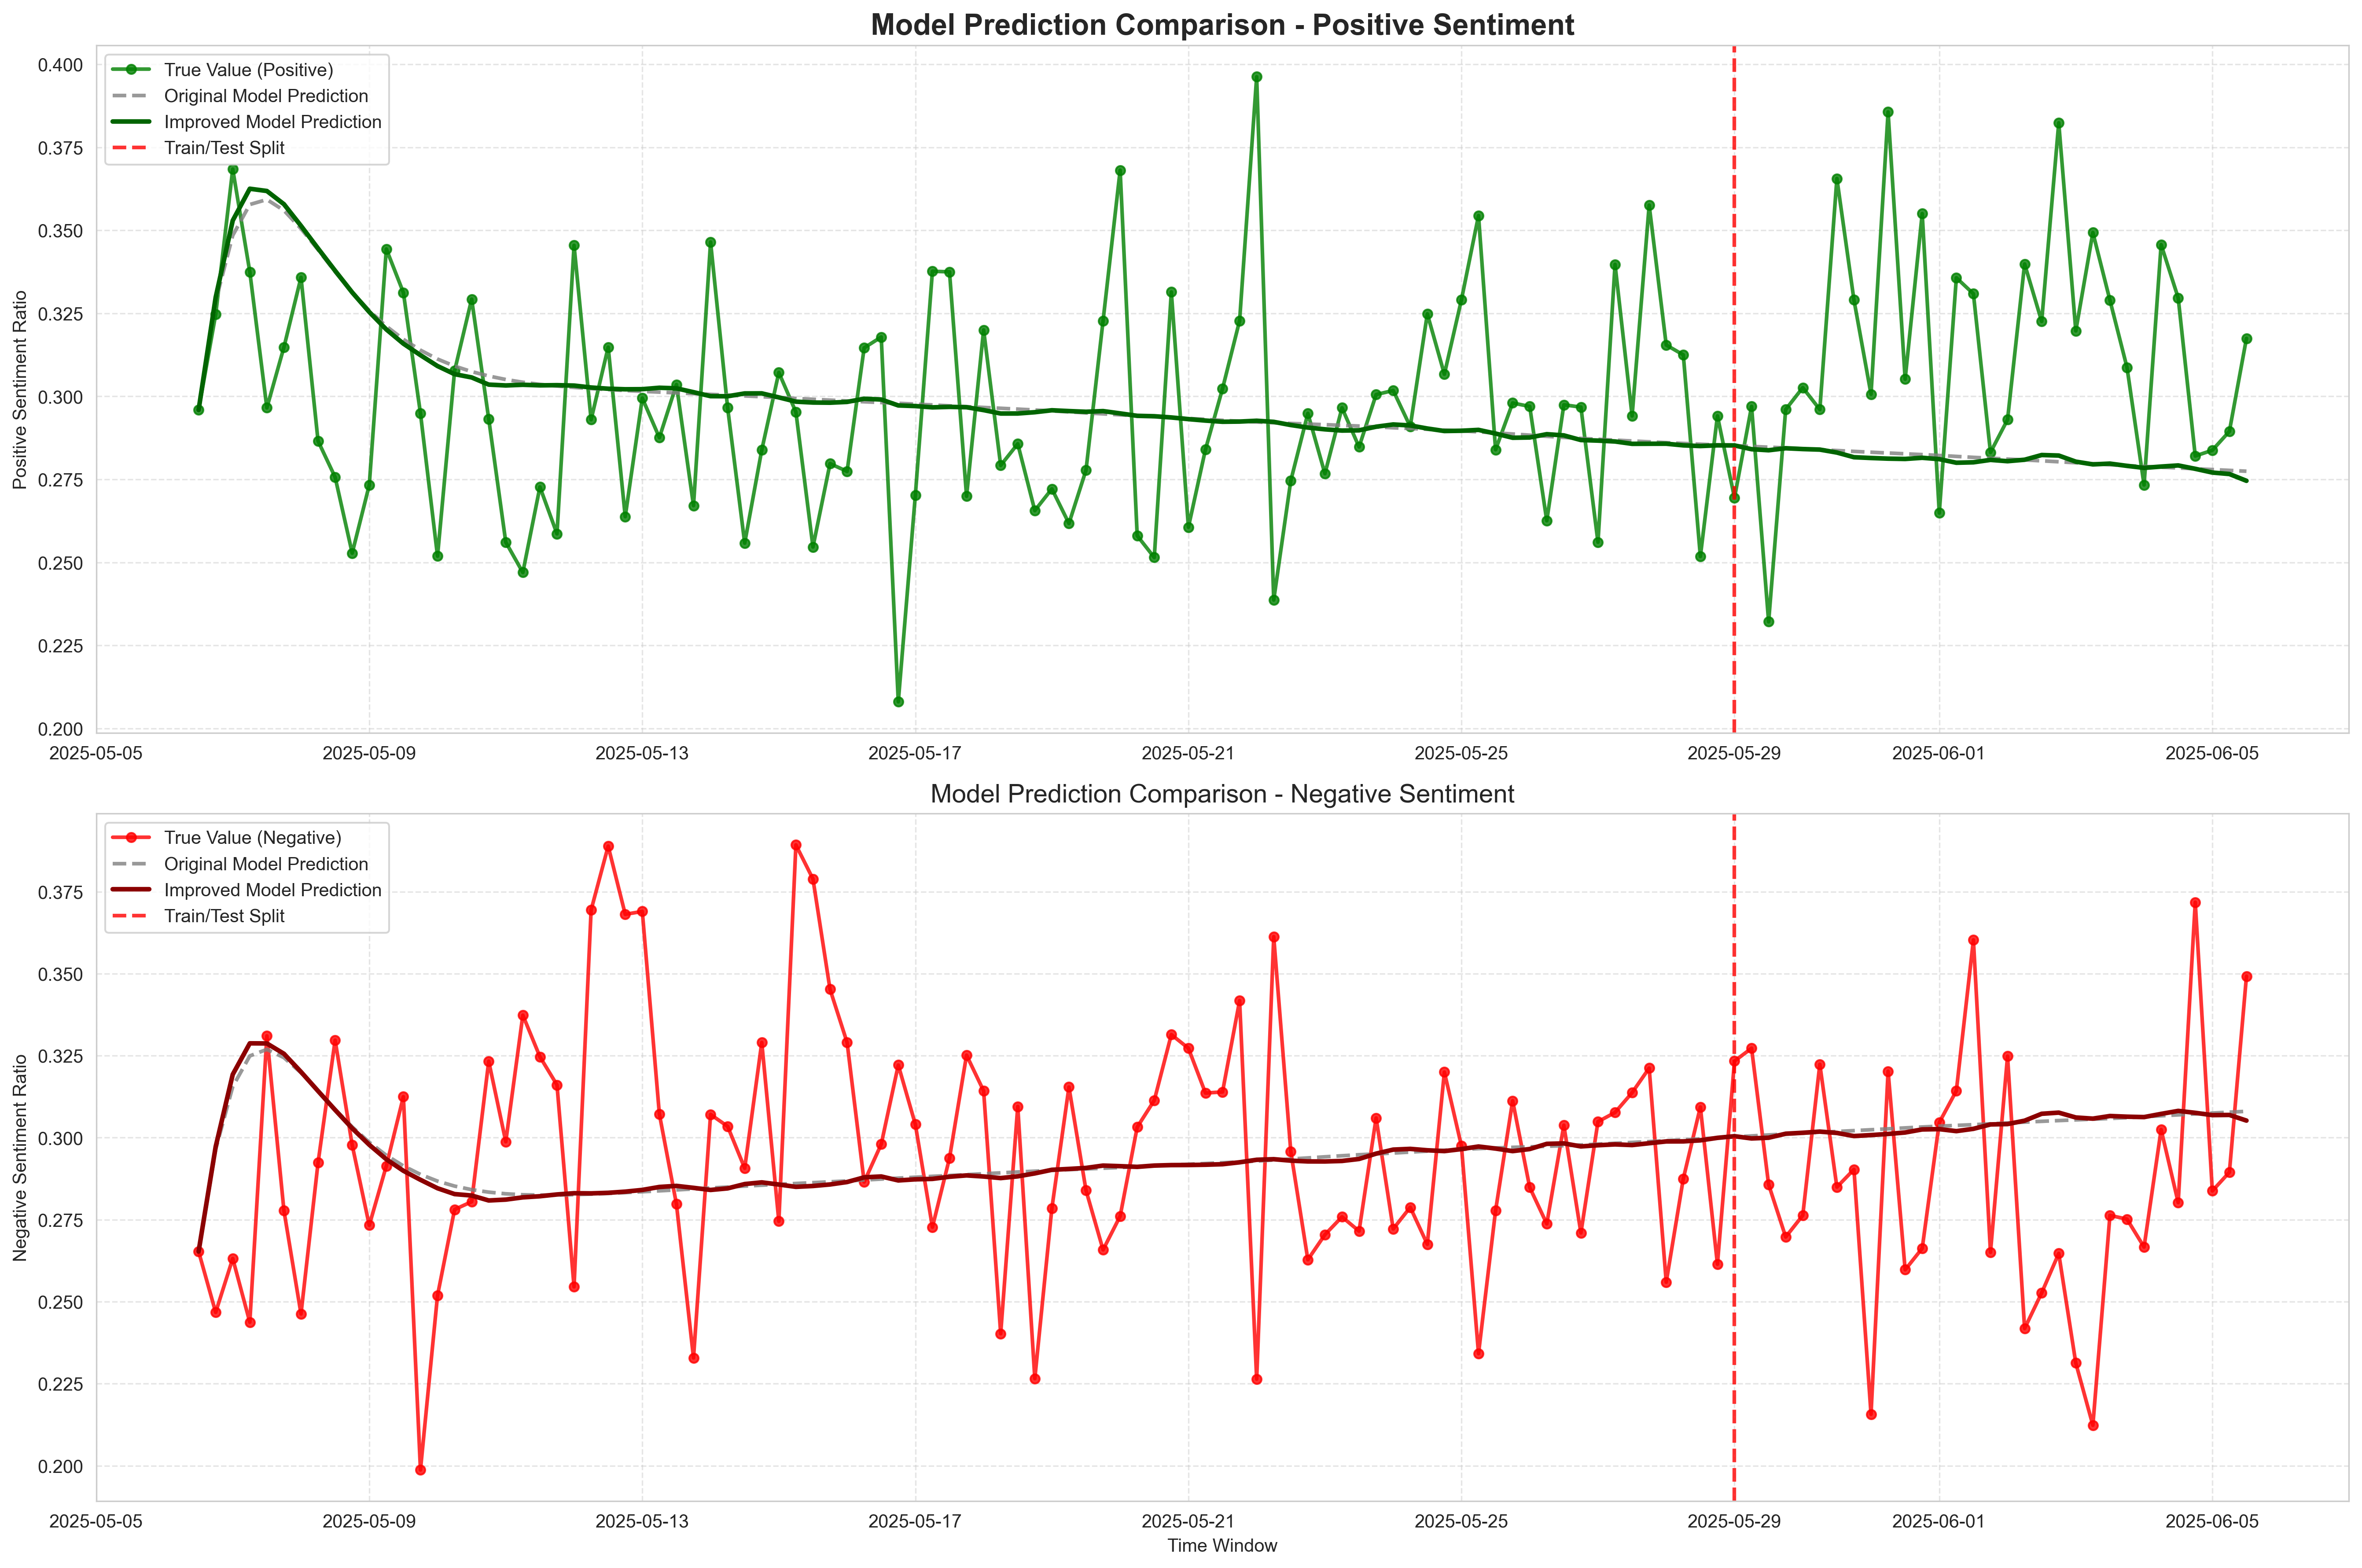 Model Prediction Comparison - Positive Sentiment
True Value (Positive)
Original Model Prediction
Improved Model Prediction
Train/Test Split
Positive Sentiment Ratio
0.400
0.375
0.350
0.325
0.300
0.275
0.250
0.225
0.200
2025-05-05 2025-05-09 2025-05-13 2025-05-17 2025-05-21 2025-05-25 2025-05-29 2025-06-01 2025-06-05
Model Prediction Comparison - Negative Sentiment
True Value (Negative)
Original Model Prediction
Improved Model Prediction
Train/Test Split
Negative Sentiment Ratio
0.375
0.350
0.325
0.300
0.275
0.250
0.225
0.200
2025-05-05 2025-05-09 2025-05-13 2025-05-17 2025-05-21 2025-05-25 2025-05-29 2025-06-01 2025-06-05
Time Window